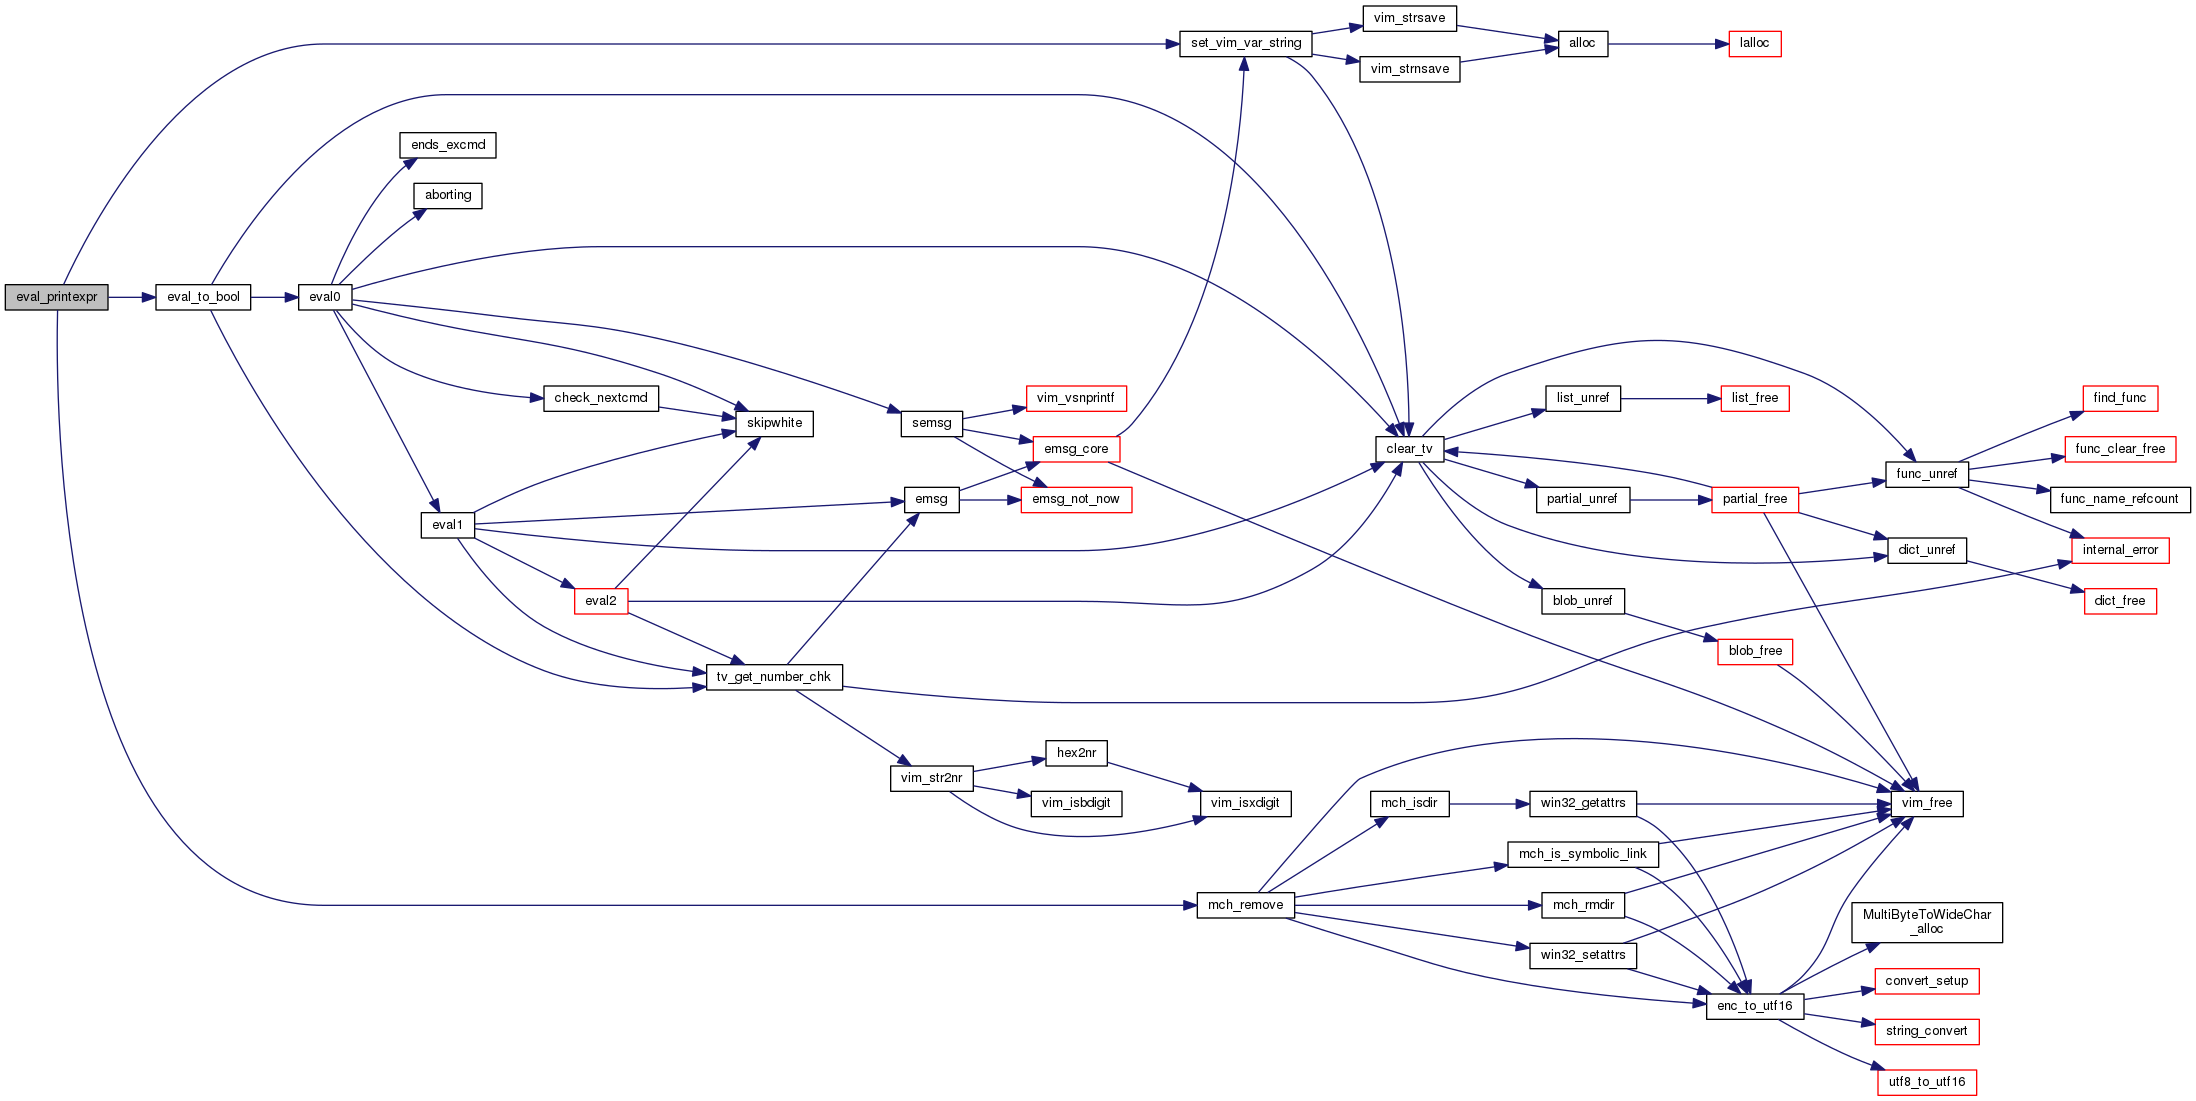 eval_printexpr
eval_to_bool
eval0
ends_excmd
aborting
check_nextcmd
skipwhite
eval1
eval2
tv_get_number_chk
semsg
emsg
vim_vsnprintf
emsg_core
emsg_not_now
vim_str2nr
hex2nr
vim_isbdigit
vim_isxdigit
set_vim_var_string
vim_strsave
vim_strnsave
alloc
lalloc
clear_tv
list_unref
list_free
partial_unref
partial_free
blob_unref
blob_free
func_unref
dict_unref
find_func
func_clear_free
func_name_refcount
internal_error
dict_free
mch_remove
mch_isdir
win32_getattrs
mch_is_symbolic_link
mch_rmdir
win32_setattrs
enc_to_utf16
vim_free
MultiByteToWideChar
_alloc
convert_setup
string_convert
utf8_to_utf16